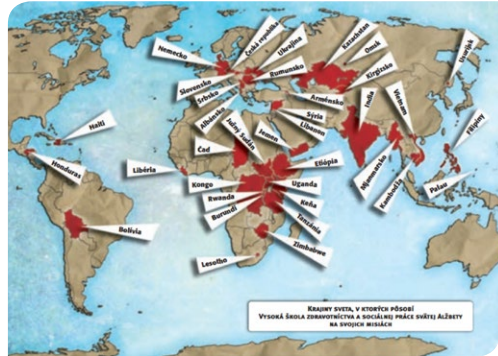 Nemecko
Česká republika
Ukrajina
Kazachstan
Omsk
Usurijsk
Slovensko
Rumunsko
Kirgizsko
Srbsko
Arménsko
India
Vietnam
Albánsko
Sýria
Haiti
Južný Sudán
Libanon
Filipíny
Čad
Jemen
Honduras
Libéria
Etiópia
Mjanmarsko
Kongo
Uganda
Kambodža
Palau
Rwanda
Keňa
Burundi
Tanzánia
Bolívia
Zimbabwe
Lesotho
Krajiny sveta, v ktorých pôsobí
Vysoká škola zdravotníctva a sociálnej práce svätej Alžbety
na svojich misiách